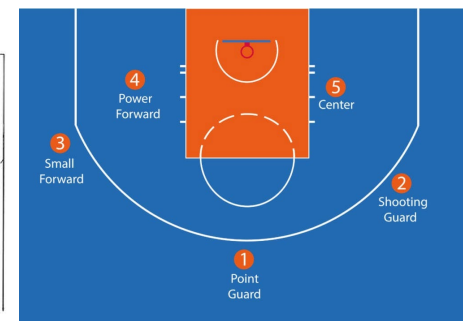 4
Power
Forward
5
Center
3
Small
Forward
2
Shooting
Guard
1
Point
Guard